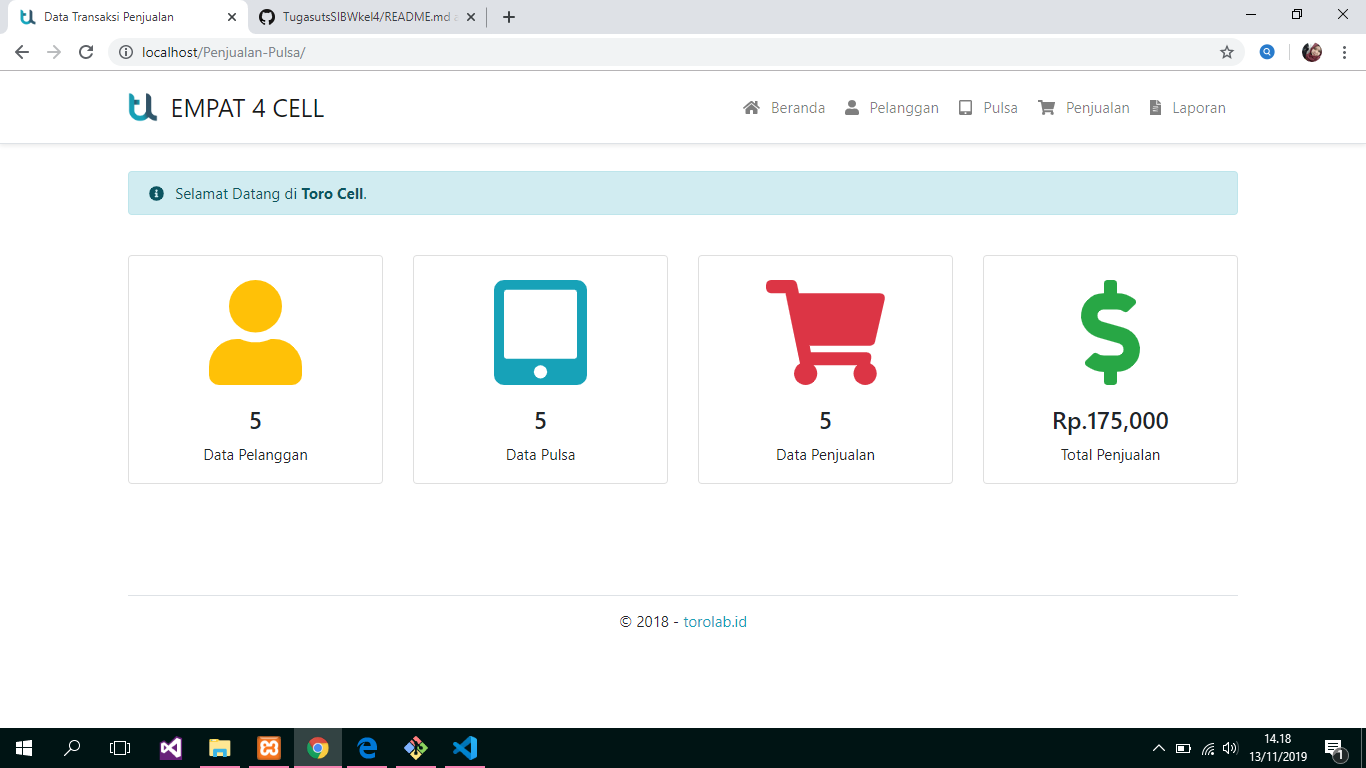 Data Transaksi Penjualan
TugasutsSIBWkel4/README.md
localhost/Penjualan-Pulsa/
EMPAT 4 CELL
Beranda Pelanggan Pulsa Penjualan Laporan
Selamat Datang di Toro Cell.
5 5 5 Rp.175,000
Data Pelanggan Data Pulsa Data Penjualan Total Penjualan
© 2018 - torolab.id
14.18
13/11/2019
1